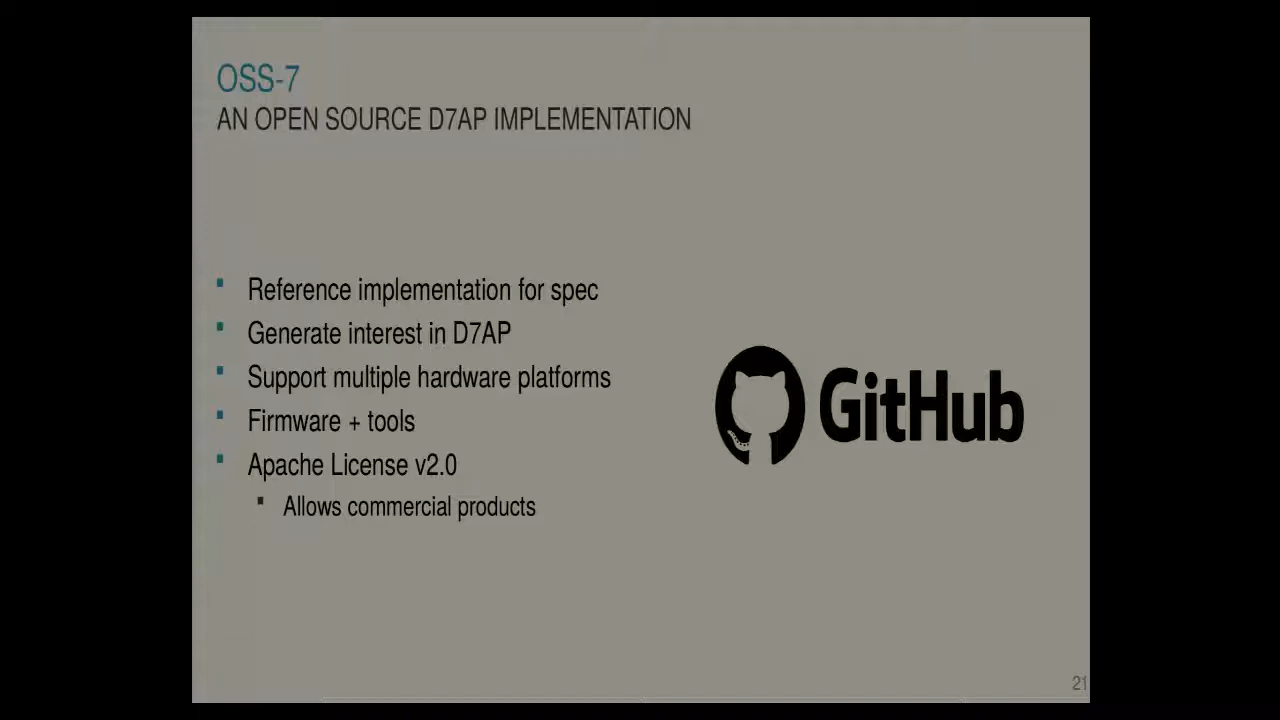 OSS-7
AN OPEN SOURCE D7AP IMPLEMENTATION
Reference implementation for spec
Generate interest in D7AP
Support multiple hardware platforms
Firmware + tools
Apache License v2.0
Allows commercial products
GitHub
21